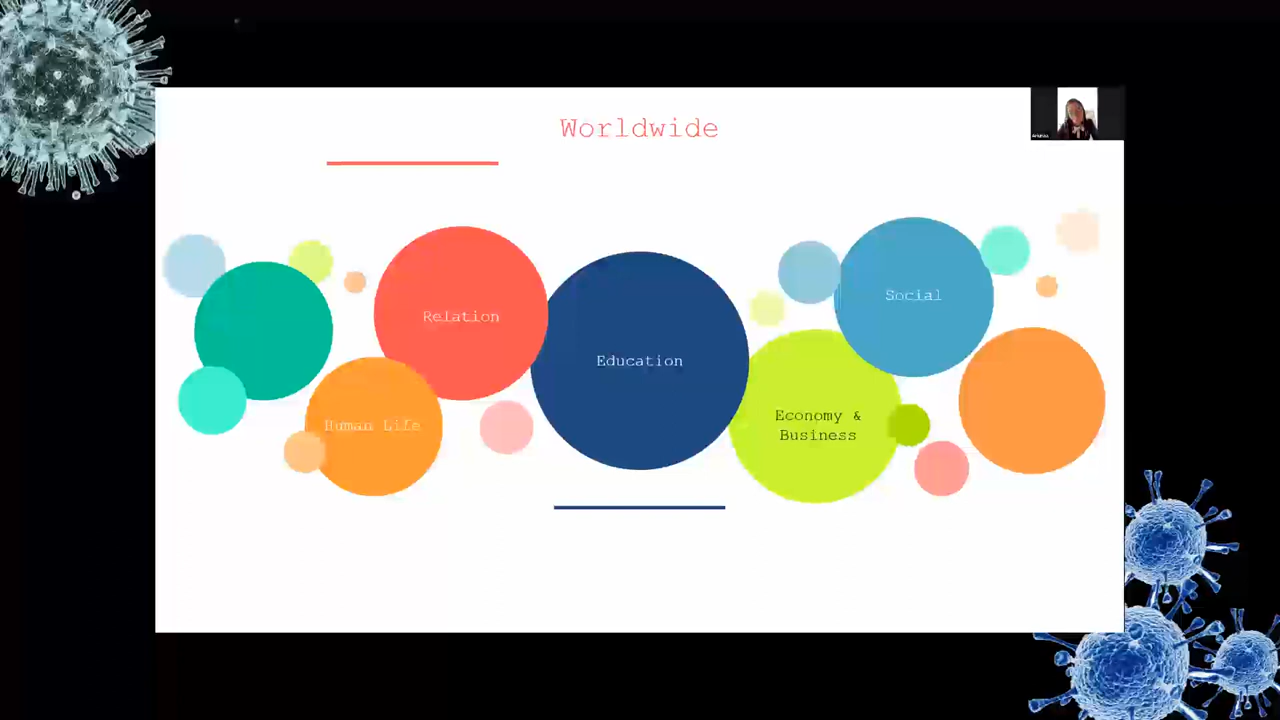 Worldwide
Relation
Social
Education
Human Life
Economy &
Business